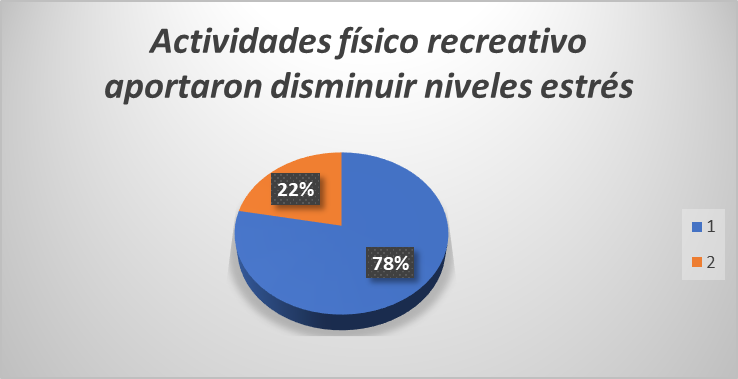 Actividades físico recreativo
aportaron disminuir niveles estrés
22%
78%
1
2